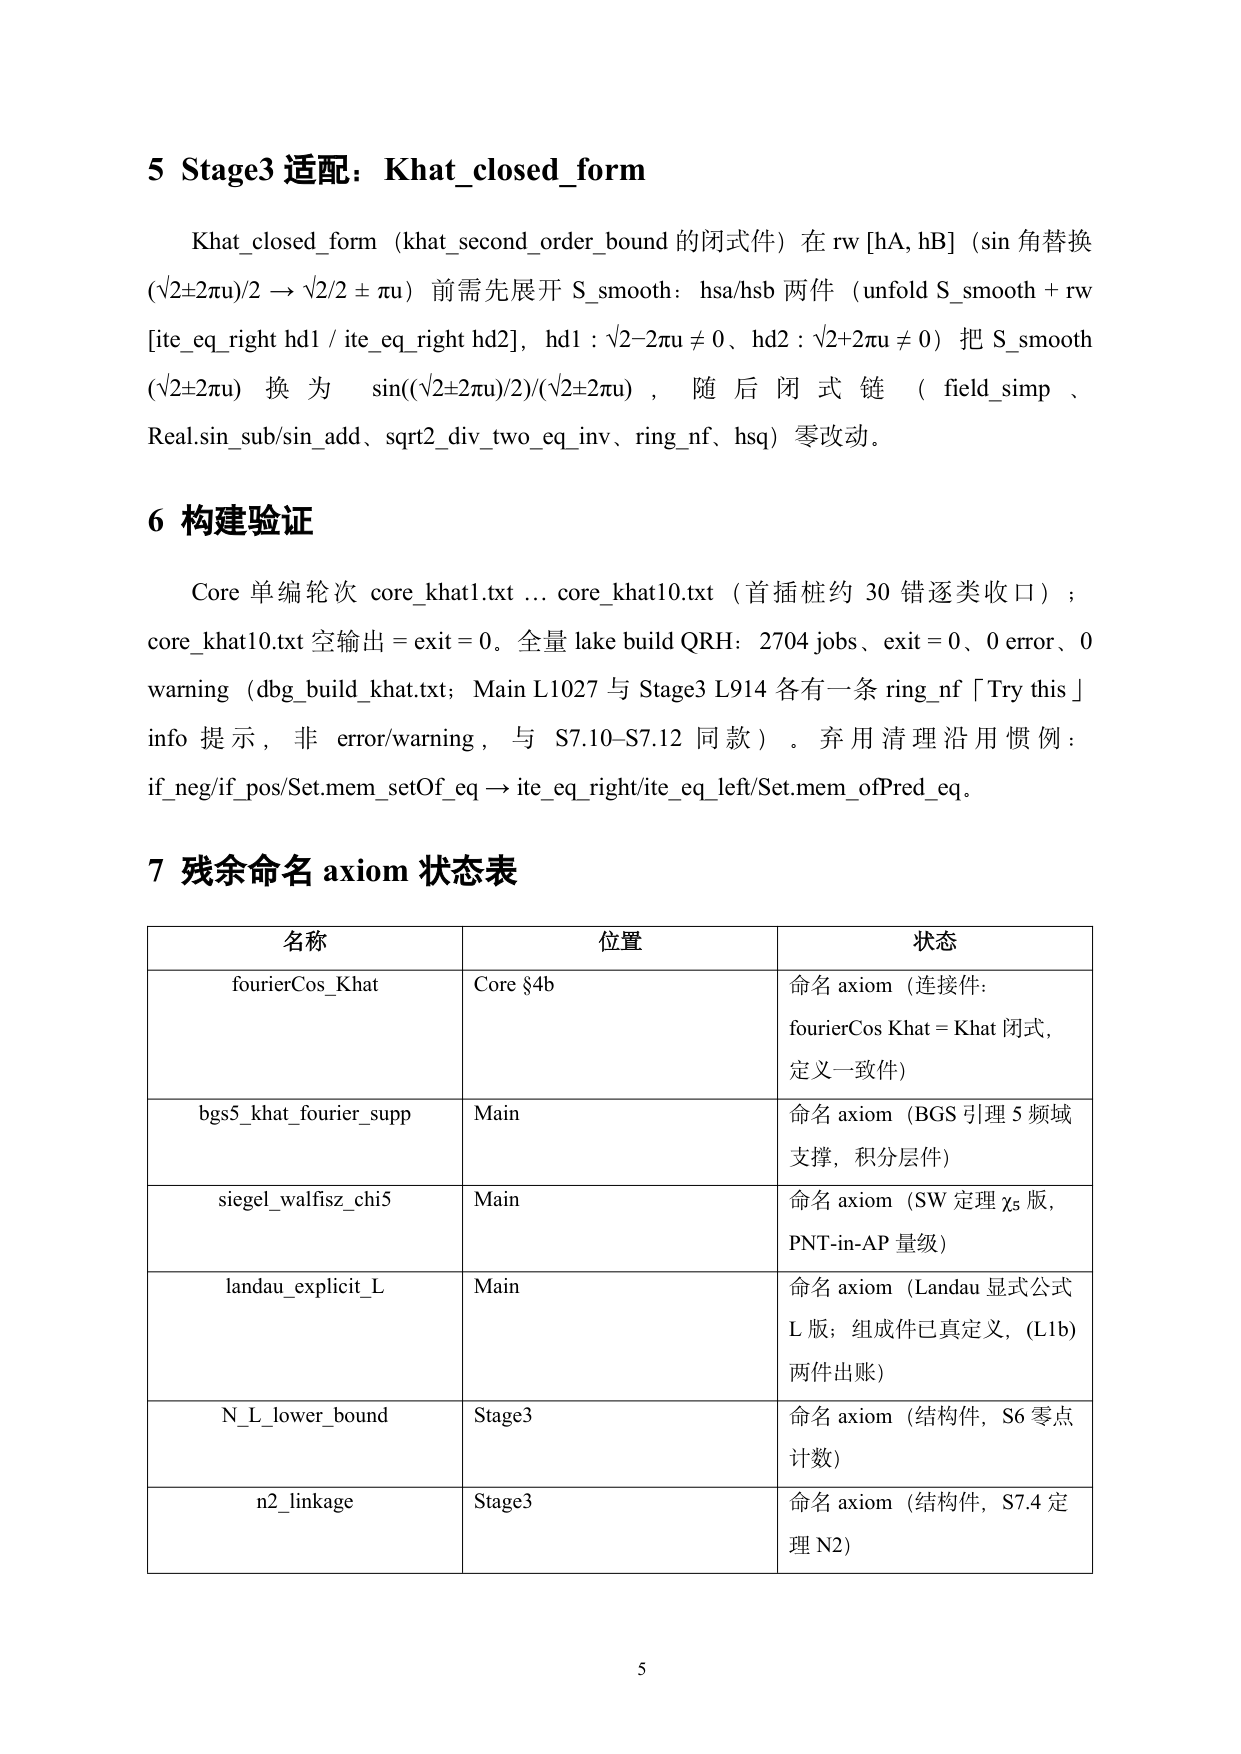 5 Stage3 适配：Khat_closed_form
Khat_closed_form（khat_second_order_bound 的闭式件）在 rw [hA, hB]（sin 角替换
(√2±2πu)/2 → √2/2 ± πu）前需先展开 S_smooth：hsa/hsb 两件（unfold S_smooth + rw
[ite_eq_right hd1 / ite_eq_right hd2]，hd1 : √2−2πu ≠ 0、hd2 : √2+2πu ≠ 0）把 S_smooth
(√2±2πu) 换为 sin((√2±2πu)/2)/(√2±2πu)，随后闭式链（field_simp、
Real.sin_sub/sin_add、sqrt2_div_two_eq_inv、ring_nf、hsq）零改动。
6 构建验证
Core 单编轮次 core_khat1.txt … core_khat10.txt（首插桩约 30 错逐类收口）；
core_khat10.txt 空输出 = exit = 0。全量 lake build QRH：2704 jobs、exit = 0、0 error、0
warning（dbg_build_khat.txt；Main L1027 与 Stage3 L914 各有一条 ring_nf「Try this」
info 提示，非 error/warning，与 S7.10–S7.12 同款）。弃用清理沿用惯例：
if_neg/if_pos/Set.mem_setOf_eq → ite_eq_right/ite_eq_left/Set.mem_ofPred_eq。
7 残余命名 axiom 状态表
名称 位置 状态
fourierCos_Khat Core §4b 命名 axiom（连接件：
fourierCos Khat = Khat 闭式，
定义一致件）
bgs5_khat_fourier_supp Main 命名 axiom（BGS 引理 5 频域
支撑，积分层件）
siegel_walfisz_chi5 Main 命名 axiom（SW 定理 χ₅ 版，
PNT-in-AP 量级）
landau_explicit_L Main 命名 axiom（Landau 显式公式
L 版；组成件已真定义，(L1b)
两件出账）
N_L_lower_bound Stage3 命名 axiom（结构件，S6 零点
计数）
n2_linkage Stage3 命名 axiom（结构件，S7.4 定
理 N2）
5